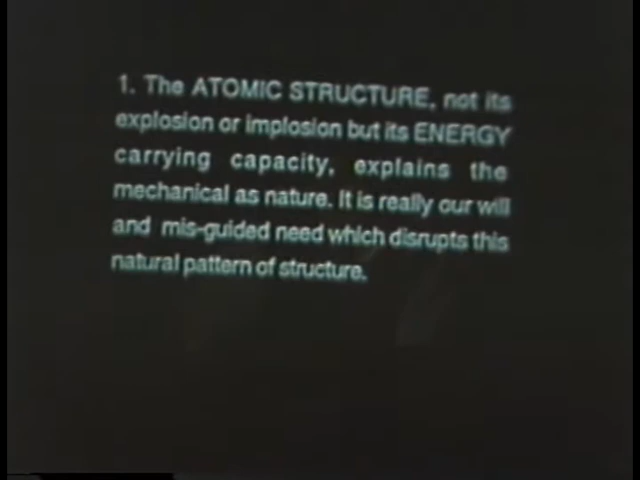 1. The ATOMIC STRUCTURE, not its
explosion or implosion but its ENERGY
carrying capacity, explains the
mechanical as nature. It is really our will
and mis-guided need which disrupts this
natural pattern of structure.